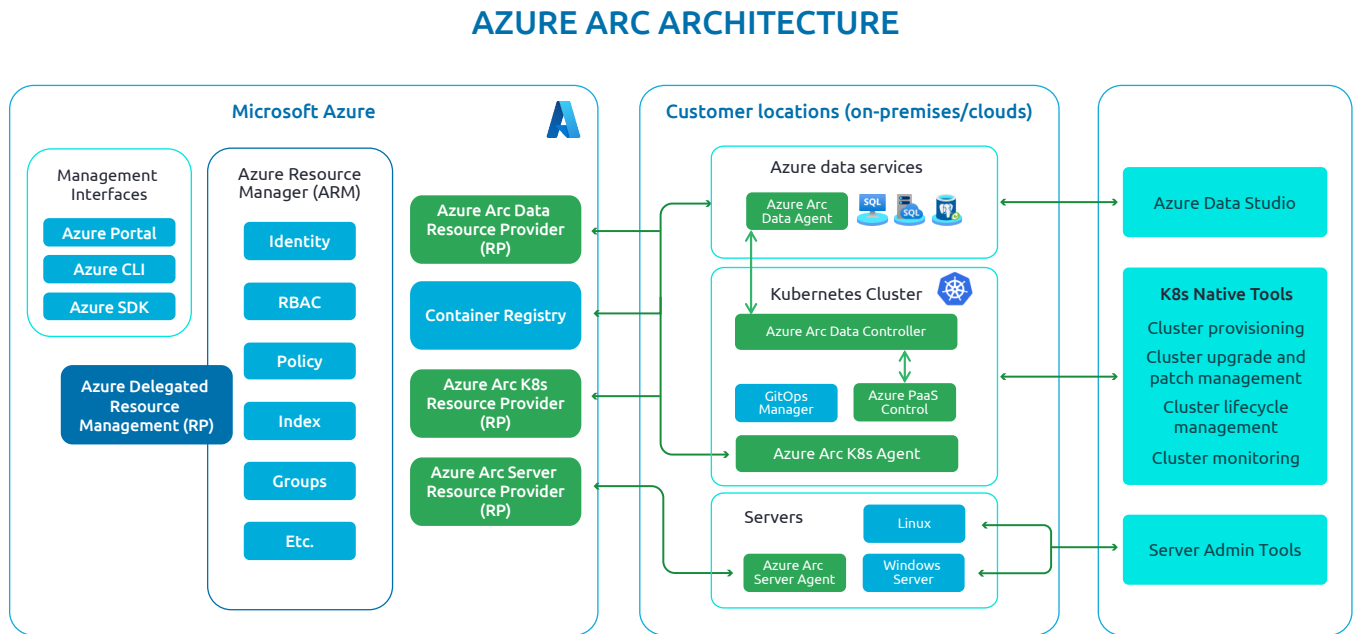 AZURE ARC ARCHITECTURE
Microsoft Azure
Management
Interfaces
Azure Portal
Azure CLI
Azure SDK
Azure Delegated
Resource
Management (RP)
Azure Resource
Manager (ARM)
Identity
RBAC
Policy
Index
Groups
Etc.
Azure Arc Data
Resource Provider
(RP)
Container Registry
Azure Arc K8s
Resource Provider
(RP)
Azure Arc Server
Resource Provider
(RP)
Customer locations (on-premises/clouds)
Azure data services
Azure Arc
Data Agent
SQL
SQL
Kubernetes Cluster
Azure Arc Data Controller
GitOps
Manager
Azure PaaS
Control
Azure Arc K8s Agent
Servers
Linux
Azure Arc
Server Agent
Windows
Server
Azure Data Studio
K8s Native Tools
Cluster provisioning
Cluster upgrade and
patch management
Cluster lifecycle
management
Cluster monitoring
Server Admin Tools